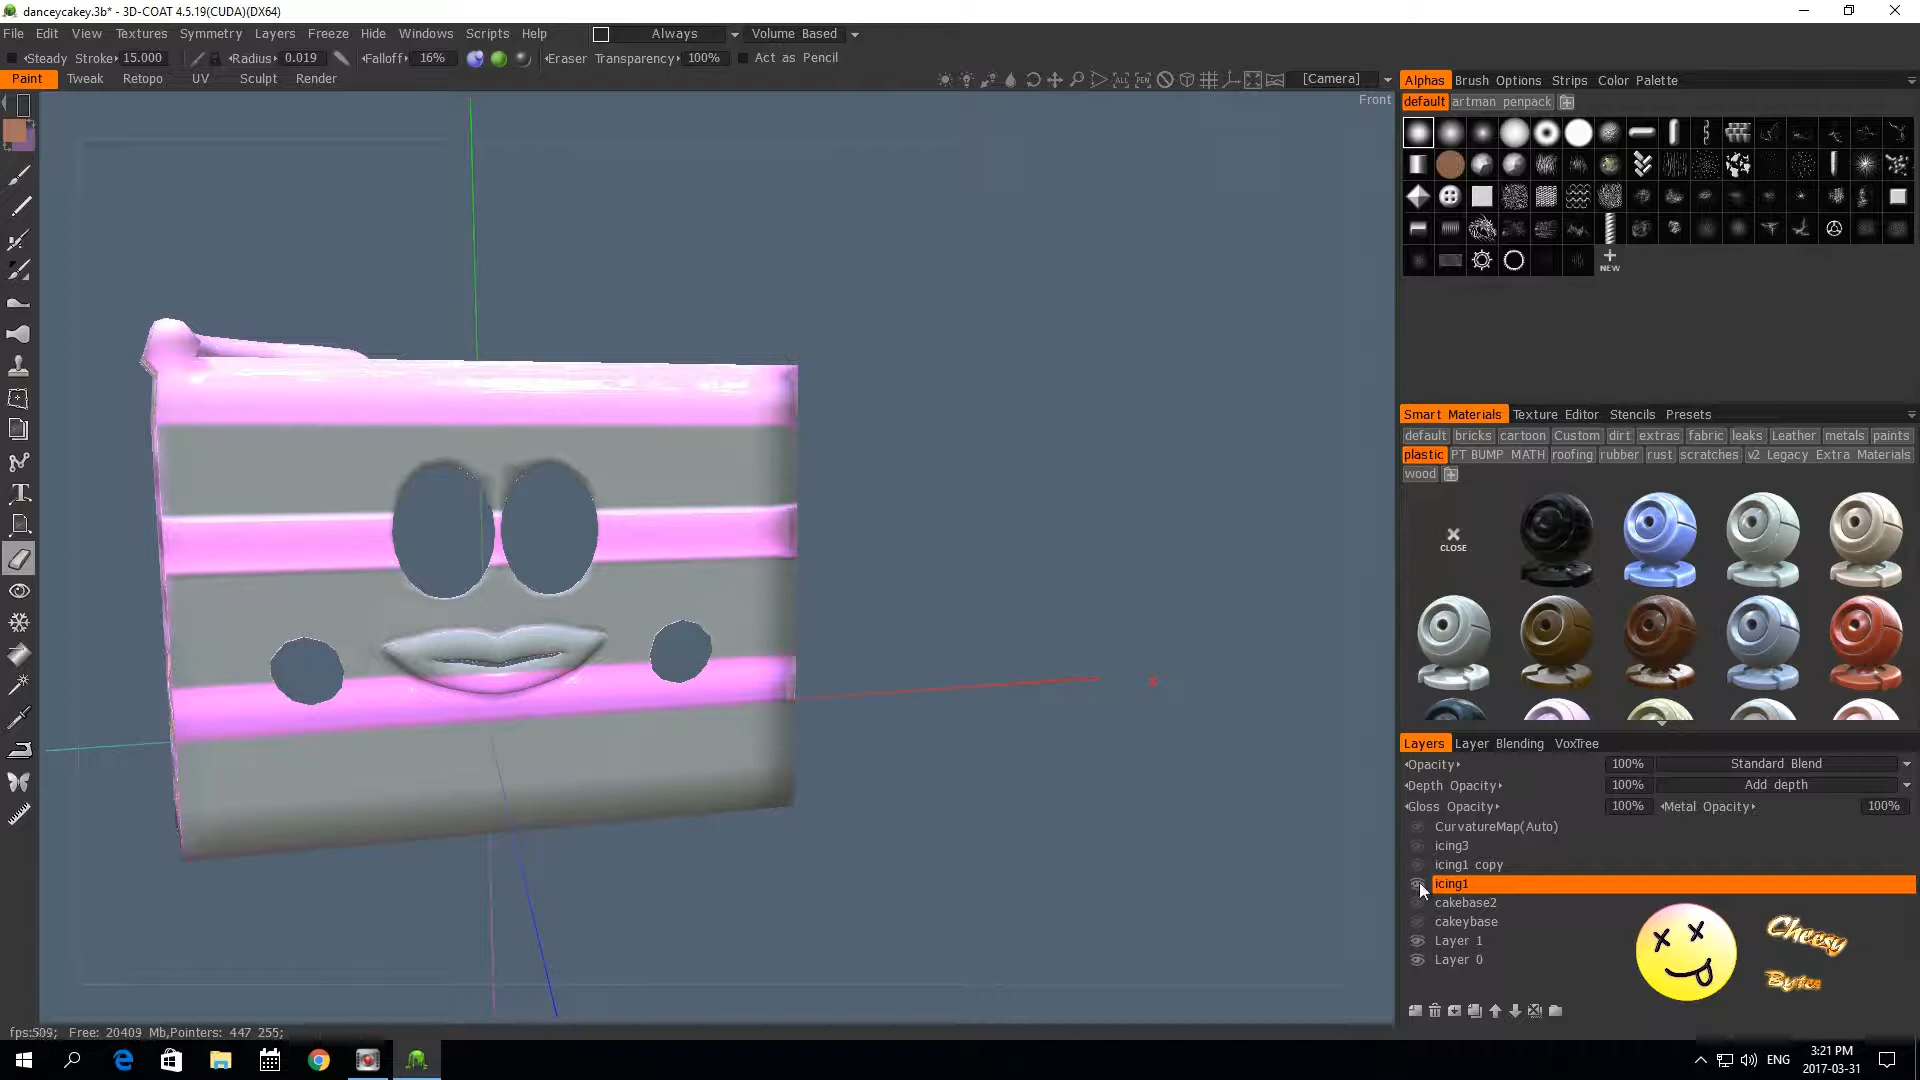 danceycakey.3b* - 3D-COAT 4.5.19(CUDA)(DX64)
File Edit View Textures Symmetry Layers Freeze Hide Windows Scripts Help Always Volume Based
Steady Stroke 15.000 Radius 0.019 Falloff 16% Eraser Transparency 100% Act as Pencil
Paint Tweak Retopo UV Sculpt Render [Camera]
Front
Alphas Brush Options Strips Color Palette
default artman penpack
NEW
Smart Materials Texture Editor Stencils Presets
default bricks cartoon Custom dirt extras fabric leaks Leather metals paints
plastic PT BUMP MATH roofing rubber rust scratches v2 Legacy Extra Materials
wood
CLOSE
Layers Layer Blending VoxTree
Opacity 100% Standard Blend
Depth Opacity 100% Add depth
Gloss Opacity 100% Metal Opacity 100%
CurvatureMap(Auto)
icing3
icing1 copy
icing1
cakebase2
cakeybase
Layer 1
Layer 0
Cheesy
Bytes
x
fps:509; Free: 20409 Mb,Pointers: 447 255;
ENG
3:21 PM
2017-03-31